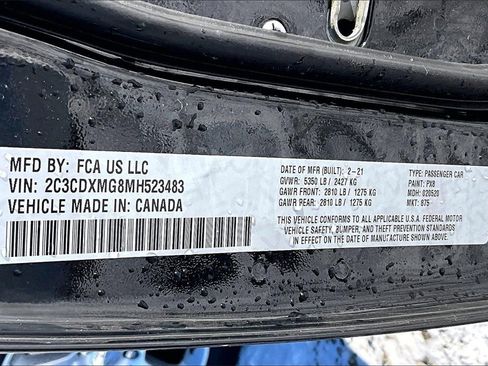 MFD BY: FCA US LLC
VIN: 2C3CDXMG8MH523483
VEHICLE MADE IN: CANADA
DATE OF MFR (BUILT): 2-21
GVWR: 5350 LB / 2427 KG
GAWR FRONT: 2810 LB / 1275 KG
GAWR REAR: 2810 LB / 1275 KG
TYPE: PASSENGER CAR
PAINT: PX8
MDH: 020520
MKT: 875
THIS VEHICLE CONFORMS TO ALL APPLICABLE U.S.A. FEDERAL MOTOR
VEHICLE SAFETY, BUMPER, AND THEFT PREVENTION STANDARDS
IN EFFECT ON THE DATE OF MANUFACTURE SHOWN ABOVE.